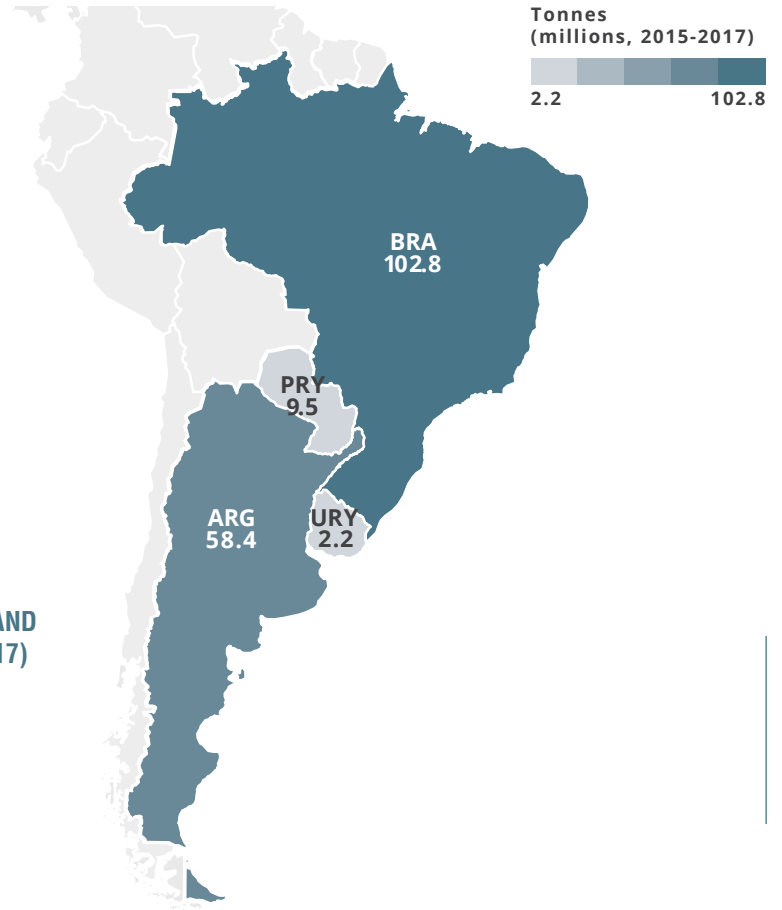 Tonnes
(millions, 2015-2017)
2.2 102.8
BRA
102.8
PRY
9.5
ARG
58.4
URY
2.2
AND
17)